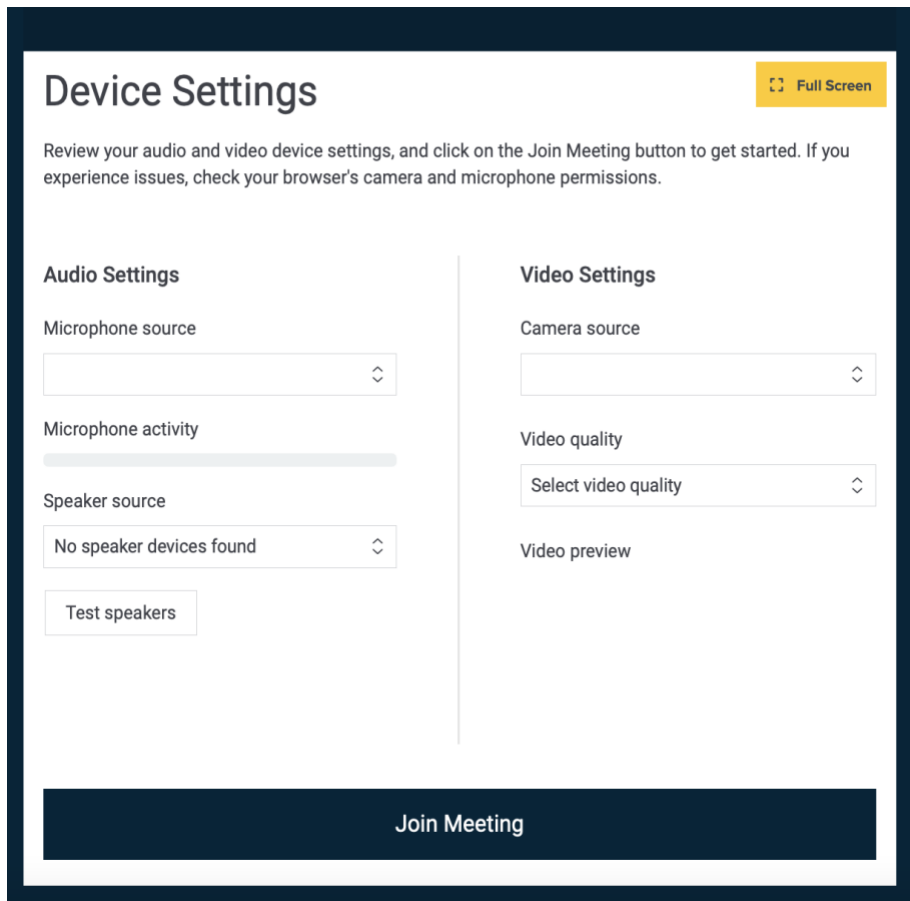 Device Settings
Full Screen
Review your audio and video device settings, and click on the Join Meeting button to get started. If you
experience issues, check your browser's camera and microphone permissions.
Audio Settings
Microphone source
Microphone activity
Speaker source
No speaker devices found
Test speakers
Video Settings
Camera source
Video quality
Select video quality
Video preview
Join Meeting